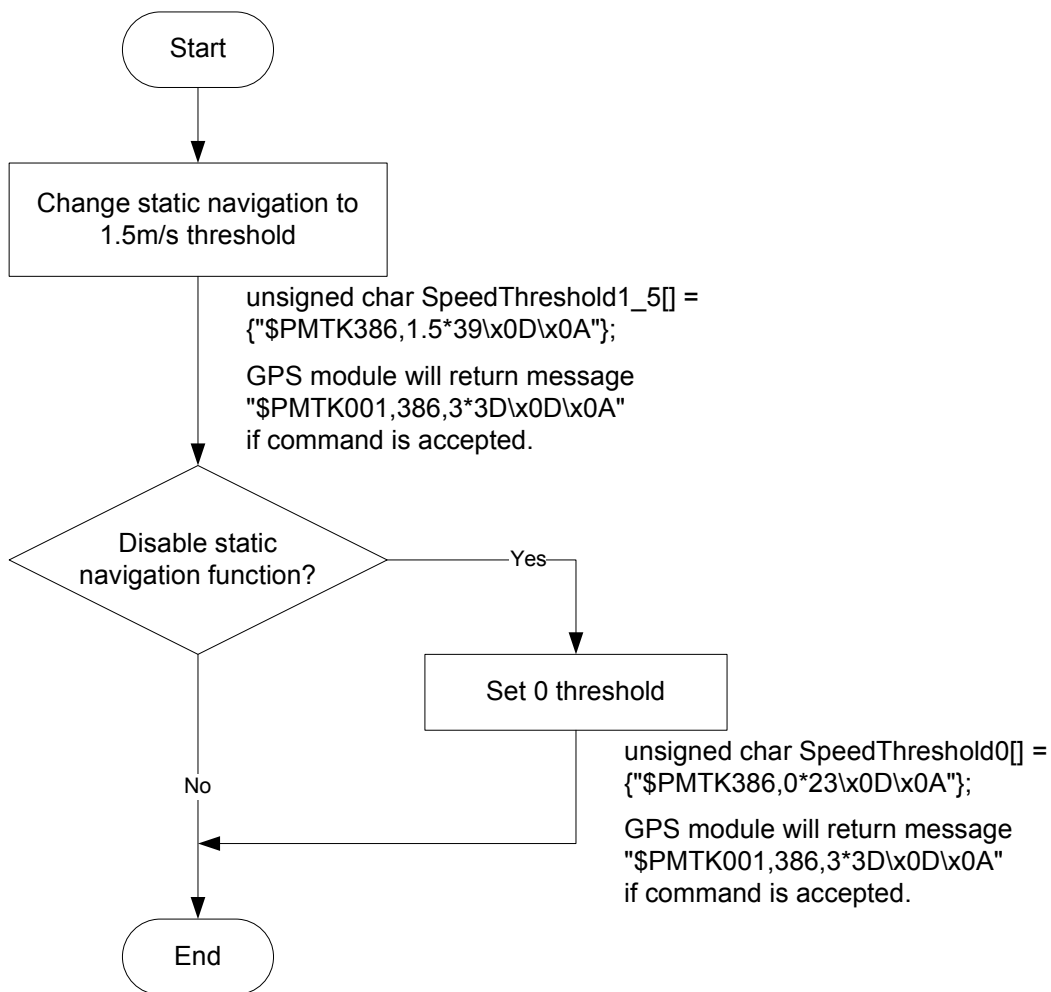 Start
Change static navigation to
1.5m/s threshold
unsigned char SpeedThreshold1_5[] =
{"$PMTK386,1.5*39\x0D\x0A"};
GPS module will return message
"$PMTK001,386,3*3D\x0D\x0A"
if command is accepted.
Disable static
navigation function?
Yes
Set 0 threshold
unsigned char SpeedThreshold0[] =
{"$PMTK386,0*23\x0D\x0A"};
No
GPS module will return message
"$PMTK001,386,3*3D\x0D\x0A"
if command is accepted.
End